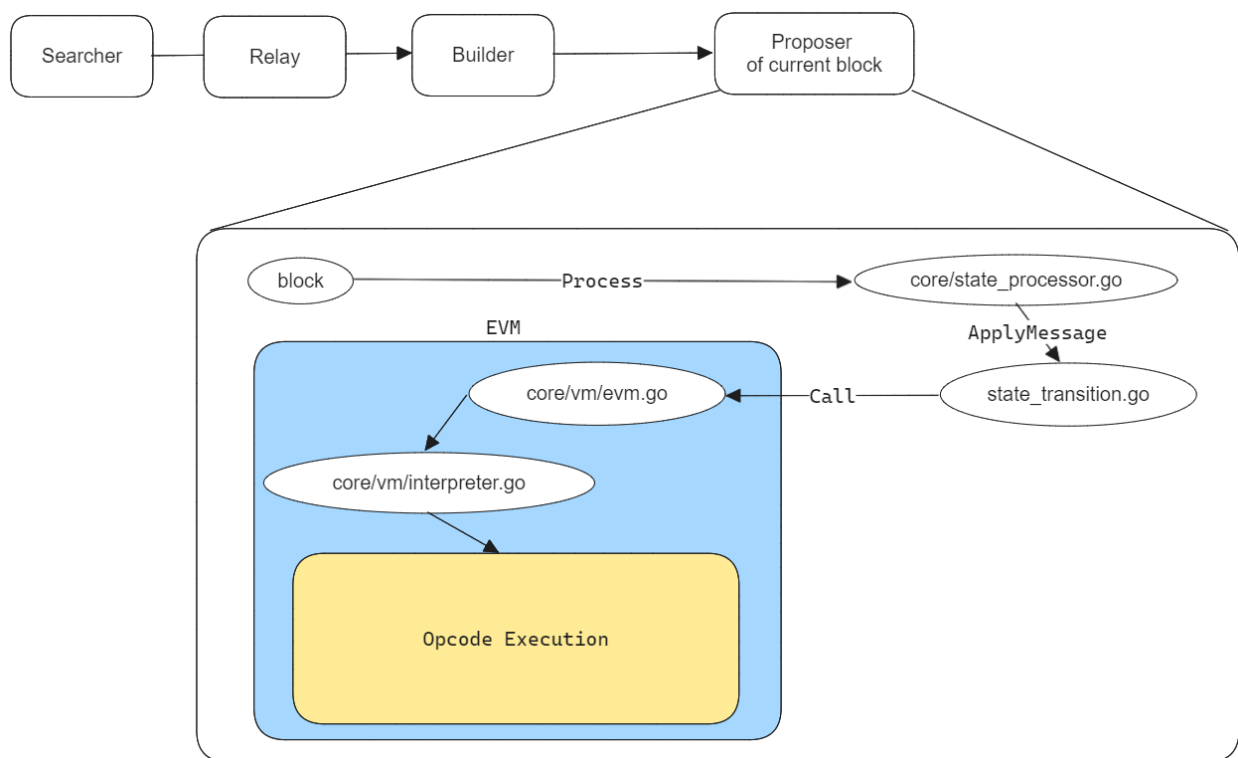 Searcher
Relay
Builder
Proposer
of current block
block
Process
core/state_processor.go
ApplyMessage
EVM
core/vm/evm.go
Call
state_transition.go
core/vm/interpreter.go
Opcode Execution